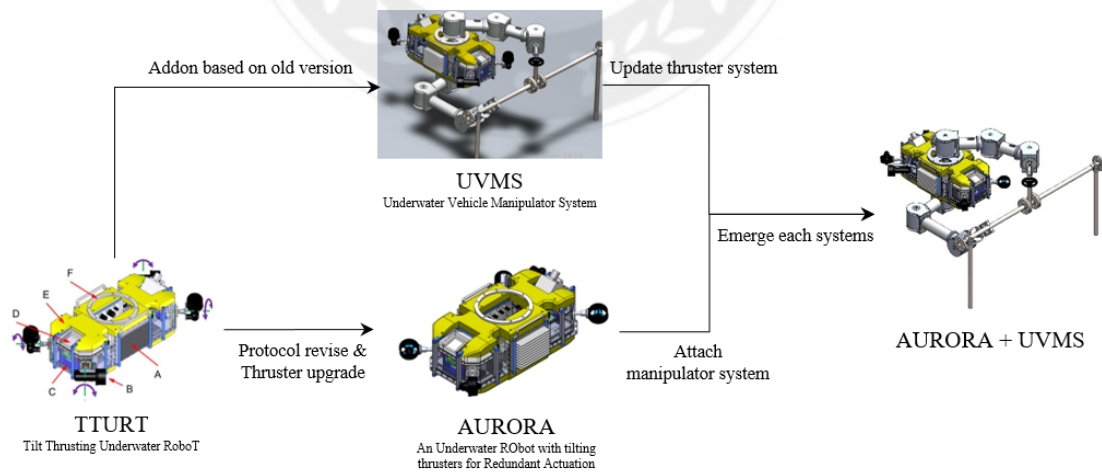 Addon based on old version
Update thruster system
UVMS
Underwater Vehicle Manipulator System
Emerge each systems
AURORA + UVMS
F
E
D
C
B
A
Protocol revise &
Thruster upgrade
Attach
manipulator system
TTURT
Tilt Thrusting Underwater RoboT
AURORA
An Underwater RObot with tilting
thrusters for Redundant Actuation